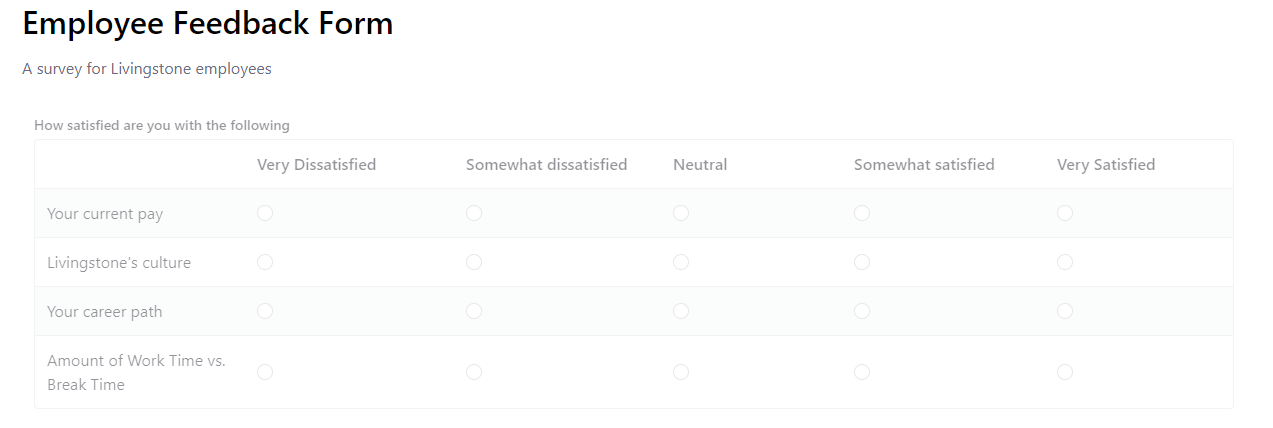 Employee Feedback Form
A survey for Livingstone employees
How satisfied are you with the following
Very Dissatisfied Somewhat dissatisfied Neutral Somewhat satisfied Very Satisfied
Your current pay
Livingstone's culture
Your career path
Amount of Work Time vs.
Break Time